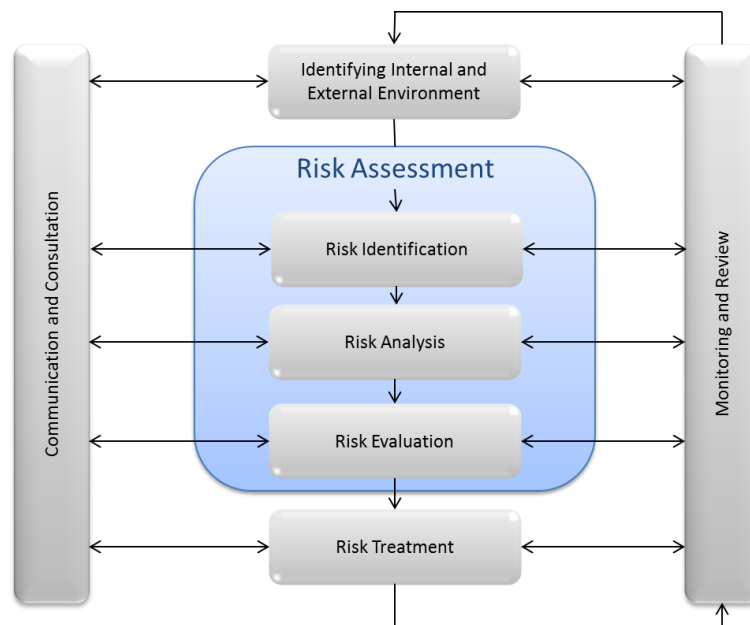 Identifying Internal and
External Environment
Risk Assessment
Communication and Consultation
Risk Identification
Monitoring and Review
Risk Analysis
Risk Evaluation
Risk Treatment